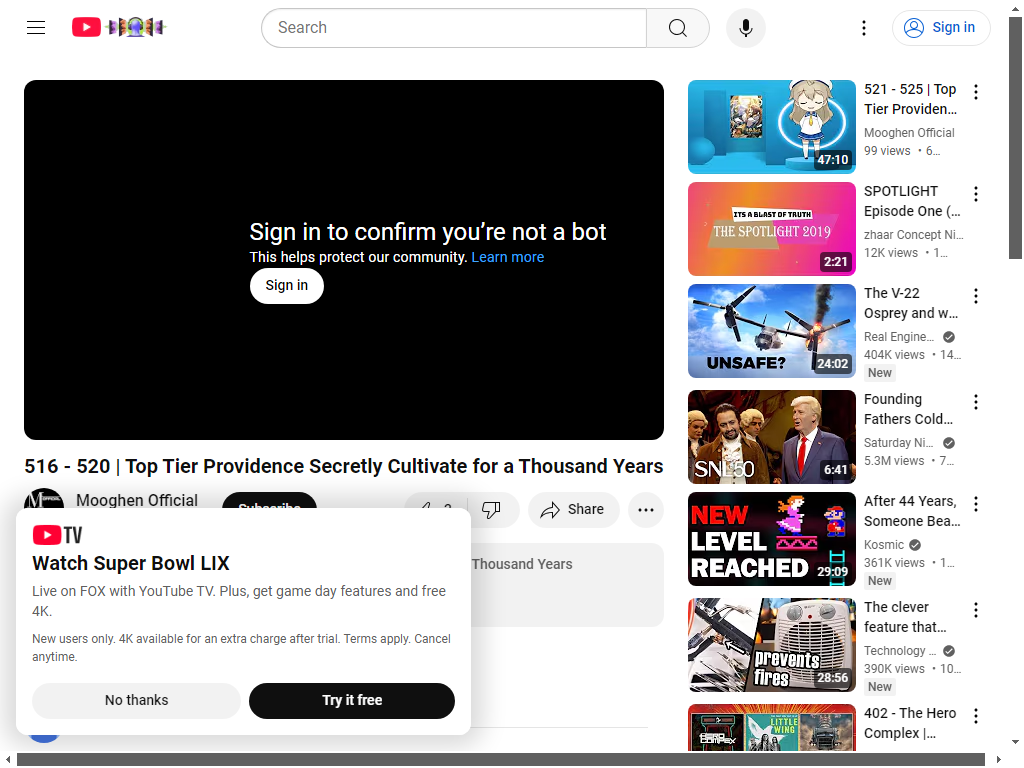 Search
Sign in
Sign in to confirm you’re not a bot
This helps protect our community. Learn more
Sign in
516 - 520 | Top Tier Providence Secretly Cultivate for a Thousand Years
Mooghen Official
Subscribe
2
Share
Thousand Years
TV
Watch Super Bowl LIX
Live on FOX with YouTube TV. Plus, get game day features and free
4K.
New users only. 4K available for an extra charge after trial. Terms apply. Cancel
anytime.
No thanks
Try it free
47:10
521 - 525 | Top
Tier Providen…
Mooghen Official
99 views • 6…
ITS A BLAST OF TRUTH
THE SPOTLIGHT 2019
2:21
SPOTLIGHT
Episode One (…
zhaar Concept Ni…
12K views • 1…
UNSAFE?
24:02
The V-22
Osprey and w…
Real Engine…
404K views • 14…
New
SNL50
6:41
Founding
Fathers Cold…
Saturday Ni…
5.3M views • 7…
NEW
LEVEL
REACHED
29:09
After 44 Years,
Someone Bea…
Kosmic
361K views • 1…
New
prevents
fires
28:56
The clever
feature that…
Technology …
390K views • 10…
New
LITTLE
WING
402 - The Hero
Complex |…